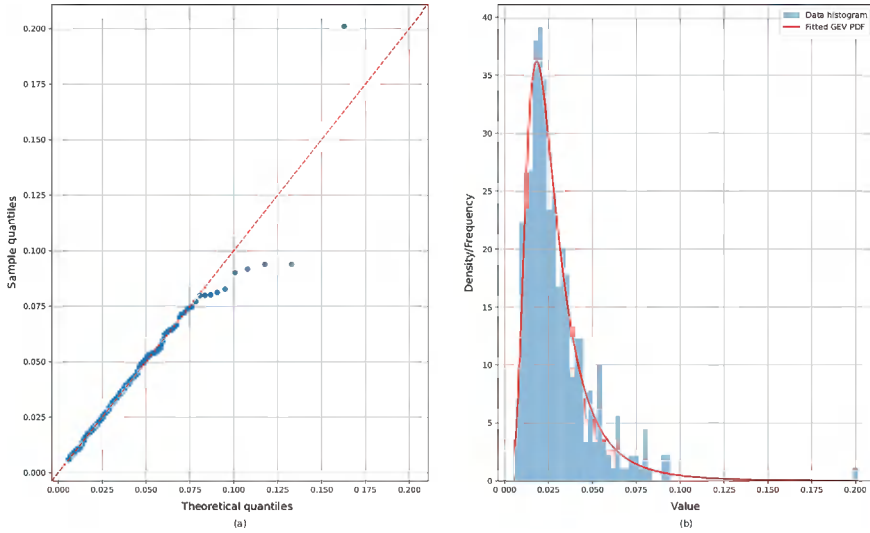 0.200
0.175
0.150
0.125
0.100
0.075
0.050
0.025
0.000
Sample quantiles
0.000 0.025 0.050 0.075 0.100 0.125 0.150 0.175 0.200
Theoretical quantiles
(a)
40
35
30
25
20
15
10
5
0
Density/Frequency
Data histogram
Fitted GEV PDF
0.000 0.025 0.050 0.075 0.100 0.125 0.150 0.175 0.200
Value
(b)